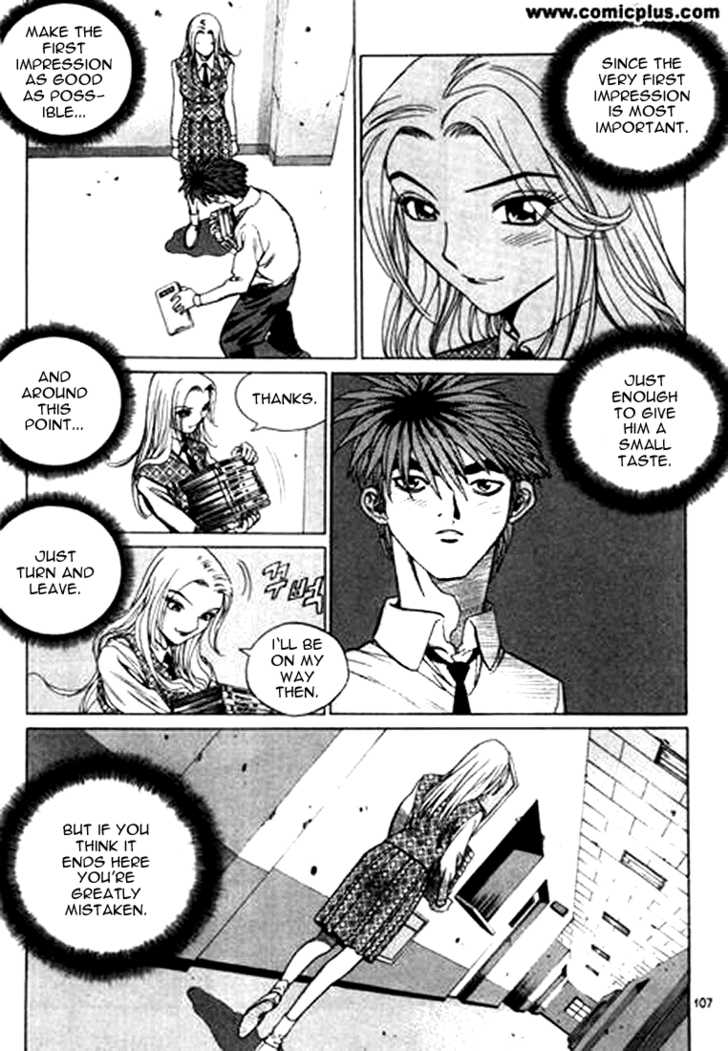 www.comicplus.com
MAKE THE
FIRST
IMPRESSION
AS GOOD
AS POSS-
IBLE...
SINCE THE
VERY FIRST
IMPRESSION
IS MOST
IMPORTANT.
AND
AROUND
THIS
POINT...
THANKS.
JUST
ENOUGH
TO GIVE
HIM A
SMALL
TASTE.
JUST
TURN AND
LEAVE.
꾸벅
I'LL BE
ON MY
WAY
THEN.
BUT IF YOU
THINK IT
ENDS HERE
YOU'RE
GREATLY
MISTAKEN.
107